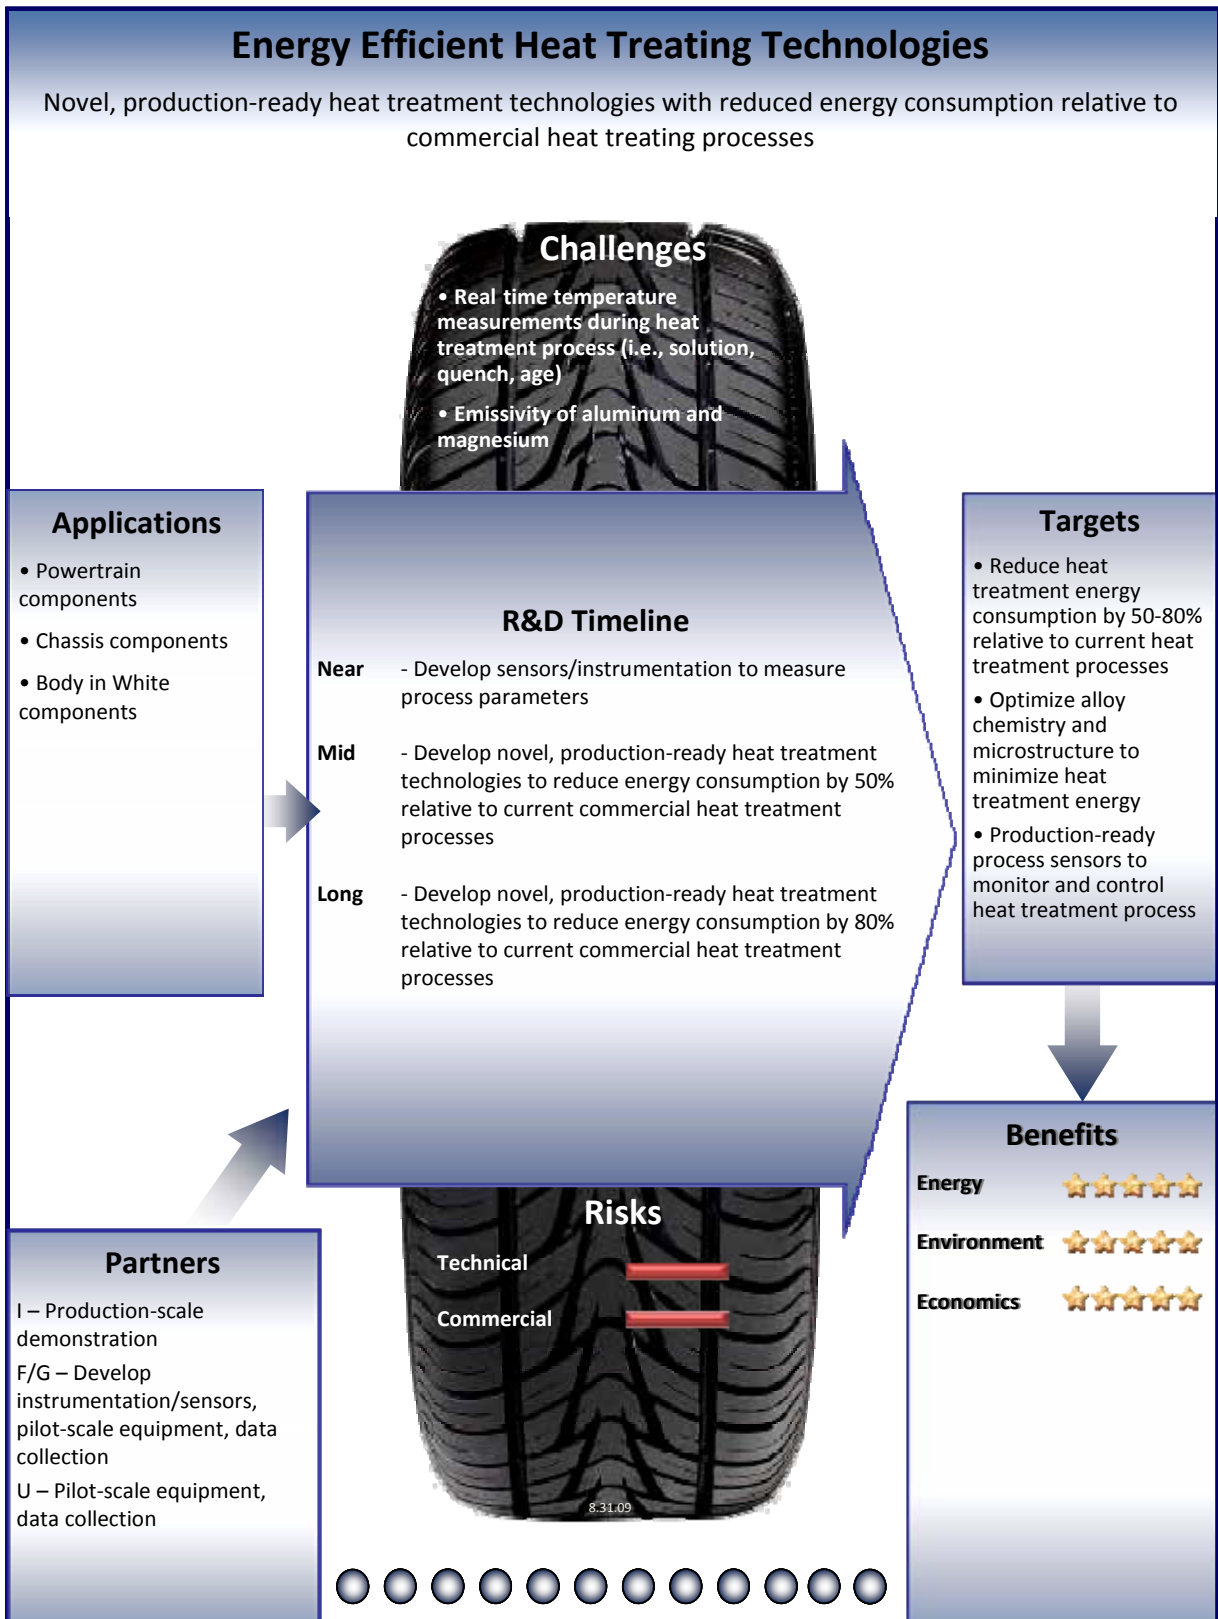 Energy Efficient Heat Treating Technologies
Novel, production-ready heat treatment technologies with reduced energy consumption relative to
commercial heat treating processes
Challenges
• Real time temperature
measurements during heat
treatment process (i.e., solution,
quench, age)
• Emissivity of aluminum and
magnesium
Applications
• Powertrain
components
• Chassis components
• Body in White
components
R&D Timeline
Near - Develop sensors/instrumentation to measure
process parameters
Mid - Develop novel, production-ready heat treatment
technologies to reduce energy consumption by 50%
relative to current commercial heat treatment
processes
Long - Develop novel, production-ready heat treatment
technologies to reduce energy consumption by 80%
relative to current commercial heat treatment
processes
Targets
• Reduce heat
treatment energy
consumption by 50-80%
relative to current heat
treatment processes
• Optimize alloy
chemistry and
microstructure to
minimize heat
treatment energy
• Production-ready
process sensors to
monitor and control
heat treatment process
Partners
I – Production-scale
demonstration
F/G – Develop
instrumentation/sensors,
pilot-scale equipment, data
collection
U – Pilot-scale equipment,
data collection
Risks
Technical
Commercial
8.31.09
Benefits
Energy
Environment
Economics